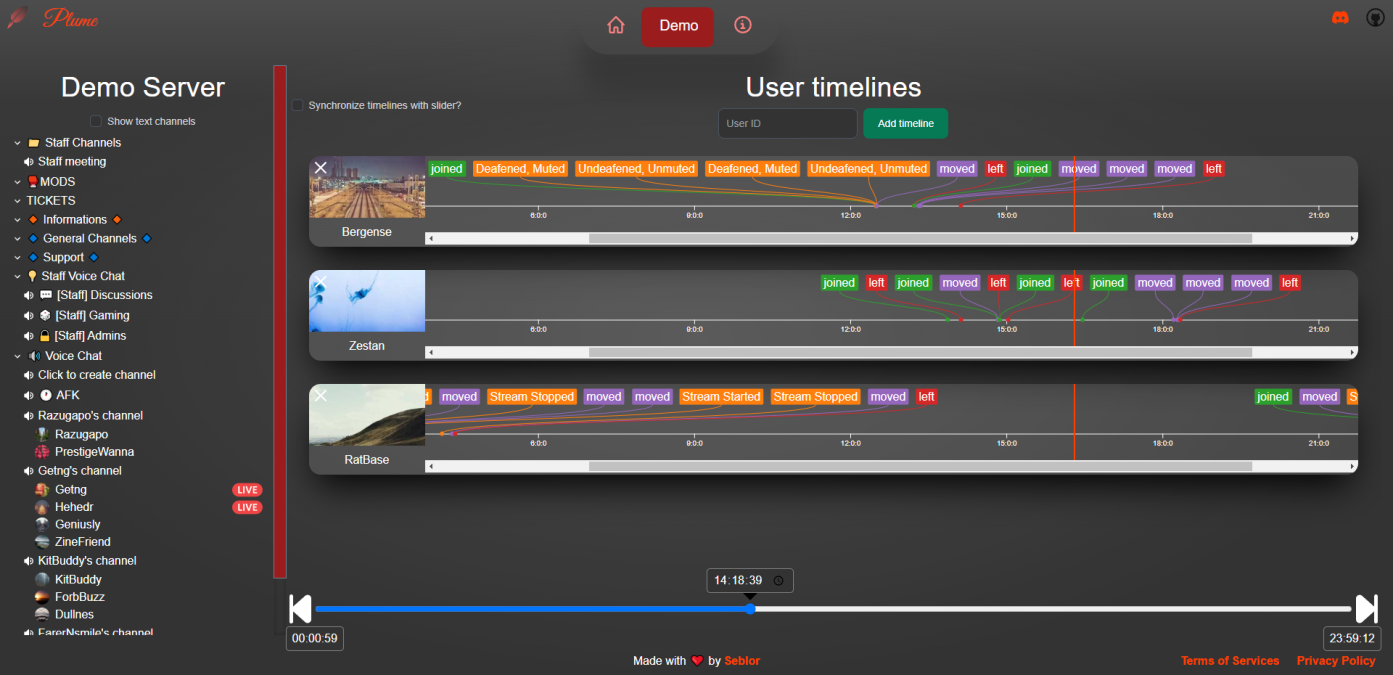 Plume
Demo
Demo Server
Show text channels
Staff Channels
Staff meeting
MODS
TICKETS
Informations
General Channels
Support
Staff Voice Chat
[Staff] Discussions
[Staff] Gaming
[Staff] Admins
Voice Chat
Click to create channel
AFK
Razugapo's channel
Razugapo
PrestigeWanna
Getng's channel
Getng LIVE
Hehedr LIVE
Geniusly
ZineFriend
KitBuddy's channel
KitBuddy
ForbBuzz
Dullnes
FarerNsmile's channel
User timelines
Synchronize timelines with slider?
User ID Add timeline
joined Deafened, Muted Undeafened, Unmuted Deafened, Muted Undeafened, Unmuted moved left joined moved moved moved left
6:0:0 9:0:0 12:0:0 15:0:0 18:0:0 21:0:0
Bergense
joined left joined moved left joined left joined moved moved moved left
6:0:0 9:0:0 12:0:0 15:0:0 18:0:0 21:0:0
Zestan
moved Stream Stopped moved moved Stream Started Stream Stopped moved left joined moved S
6:0:0 9:0:0 12:0:0 15:0:0 18:0:0 21:0:0
RatBase
14:18:39
00:00:59 23:59:12
Made with ❤ by Seblor
Terms of Services Privacy Policy